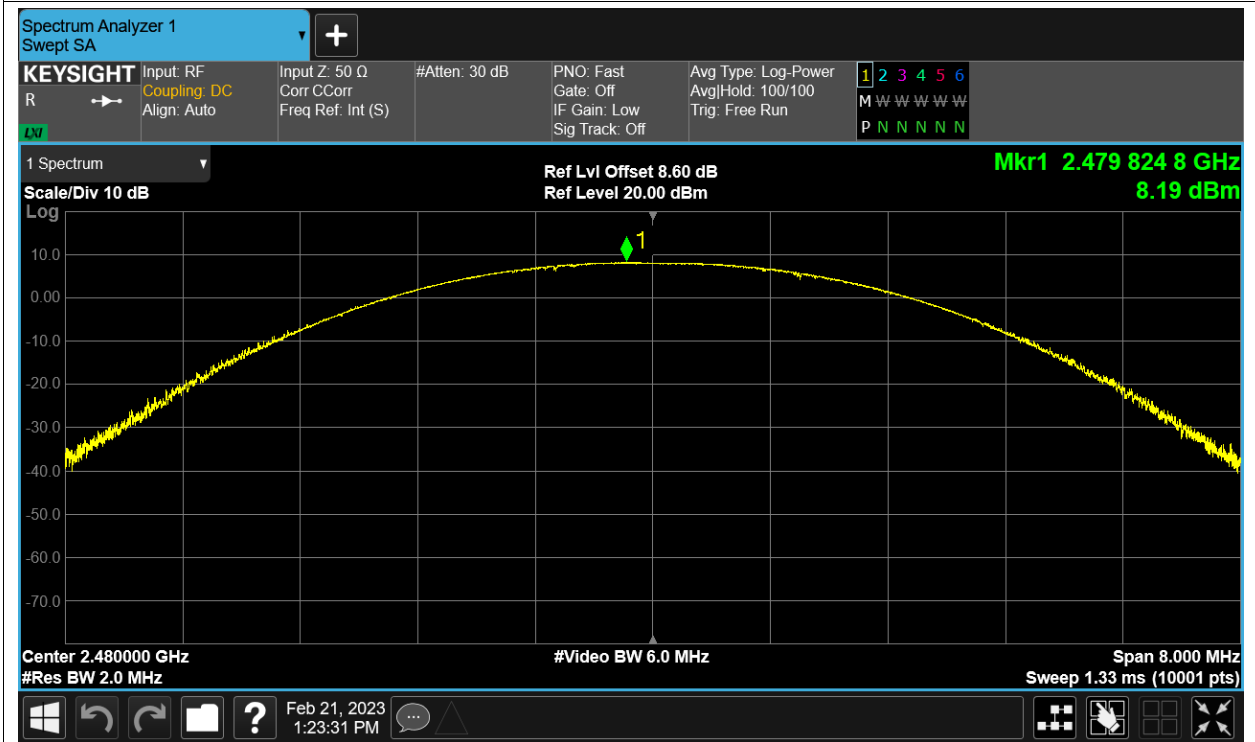 Spectrum Analyzer 1
Swept SA
+
KEYSIGHT
R
LXI
Input: RF
Coupling: DC
Align: Auto
Input Z: 50 Ω
Corr CCorr
Freq Ref: Int (S)
#Atten: 30 dB
PNO: Fast
Gate: Off
IF Gain: Low
Sig Track: Off
Avg Type: Log-Power
Avg|Hold: 100/100
Trig: Free Run
1 2 3 4 5 6
M W W W W W
P N N N N N
1 Spectrum
Scale/Div 10 dB
Log
Ref Lvl Offset 8.60 dB
Ref Level 20.00 dBm
Mkr1 2.479 824 8 GHz
8.19 dBm
1
10.0
0.00
-10.0
-20.0
-30.0
-40.0
-50.0
-60.0
-70.0
Center 2.480000 GHz
#Res BW 2.0 MHz
#Video BW 6.0 MHz
Span 8.000 MHz
Sweep 1.33 ms (10001 pts)
?
Feb 21, 2023
1:23:31 PM